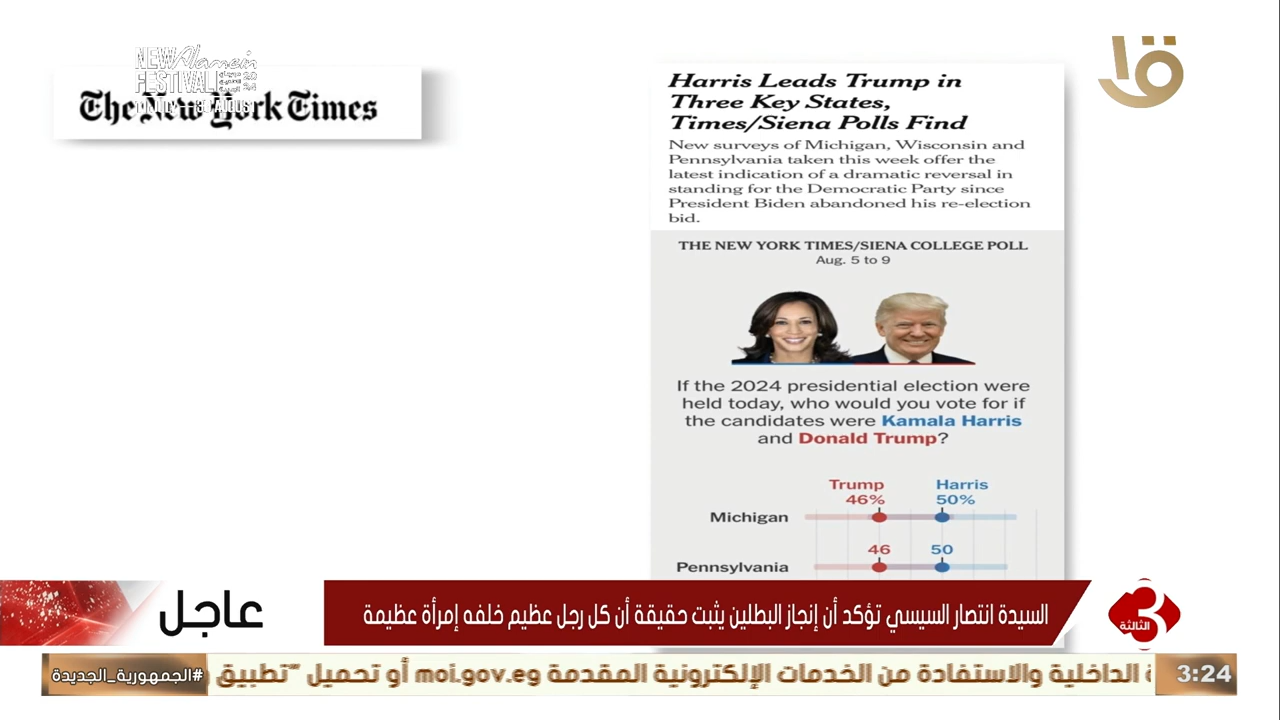 NEW Alamein
FESTIVAL
The New York Times
Harris Leads Trump in
Three Key States,
Times/Siena Polls Find
New surveys of Michigan, Wisconsin and
Pennsylvania taken this week offer the
latest indication of a dramatic reversal in
standing for the Democratic Party since
President Biden abandoned his re-election
bid.
THE NEW YORK TIMES/SIENA COLLEGE POLL
Aug. 5 to 9
If the 2024 presidential election were
held today, who would you vote for if
the candidates were Kamala Harris
and Donald Trump?
Trump Harris
46% 50%
Michigan
46 50
Pennsylvania
عاجل
السيدة انتصار السيسي تؤكد أن إنجاز البطلين يثبت حقيقة أن كل رجل عظيم خلفه إمرأة عظيمة
3 الثالثة
#الجمهورية_الجديدة
ة الداخلية والاستفادة من الخدمات الإلكترونية المقدمة moi.gov.eg أو تحميل "تطبيق
3:24